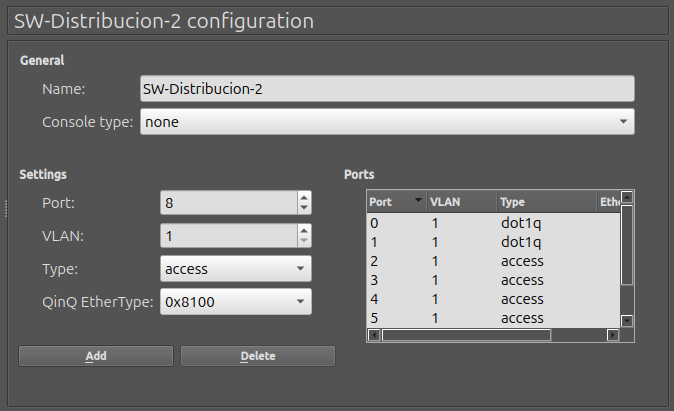 SW-Distribucion-2 configuration
General
Name: SW-Distribucion-2
Console type: none
Settings
Port: 8
VLAN: 1
Type: access
QinQ EtherType: 0x8100
Add Delete
Ports
Port VLAN Type Ethe
0 1 dot1q
1 1 dot1q
2 1 access
3 1 access
4 1 access
5 1 access